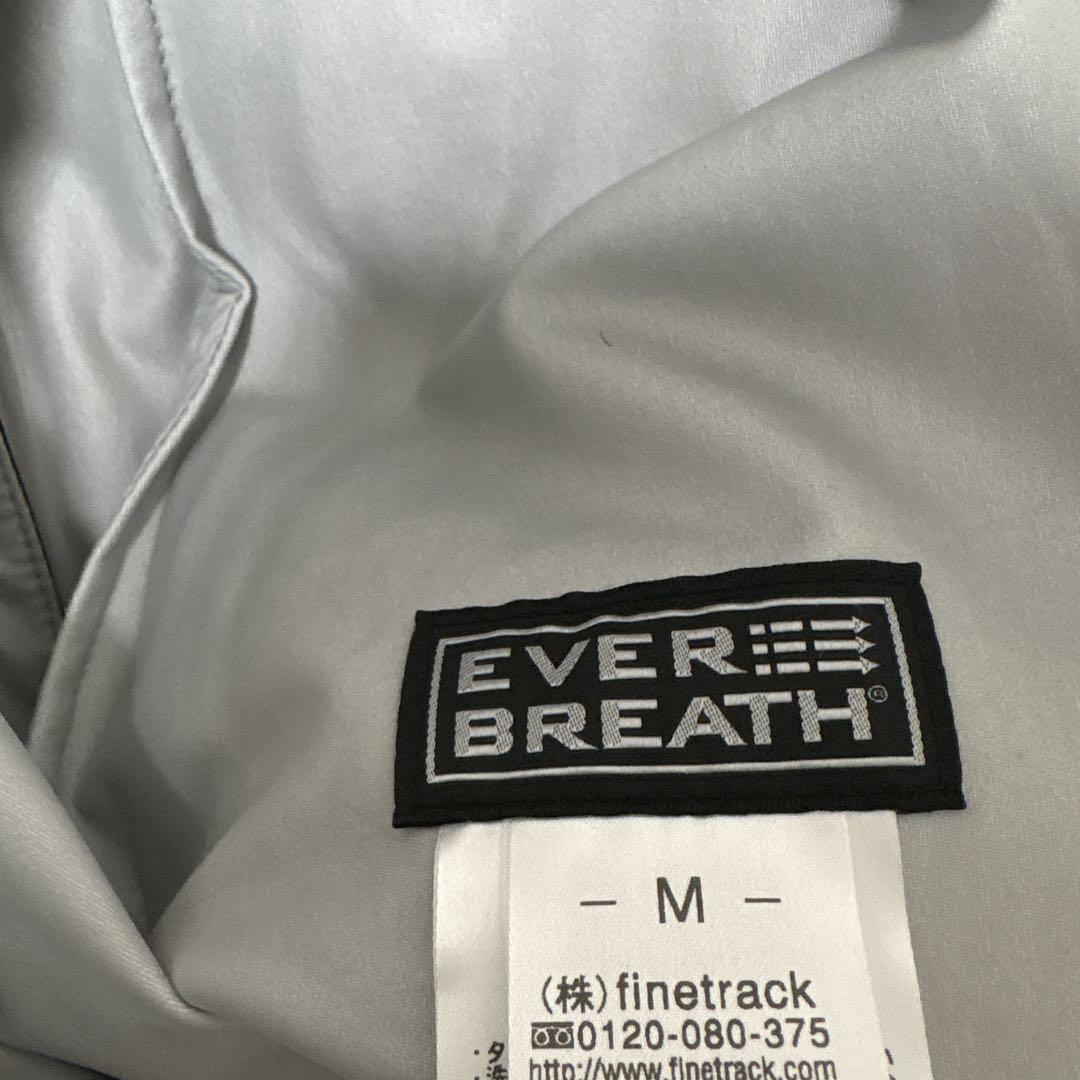 EVER
BREATH®
- M -
(株)finetrack
0120-080-375
http://www.finetrack.com